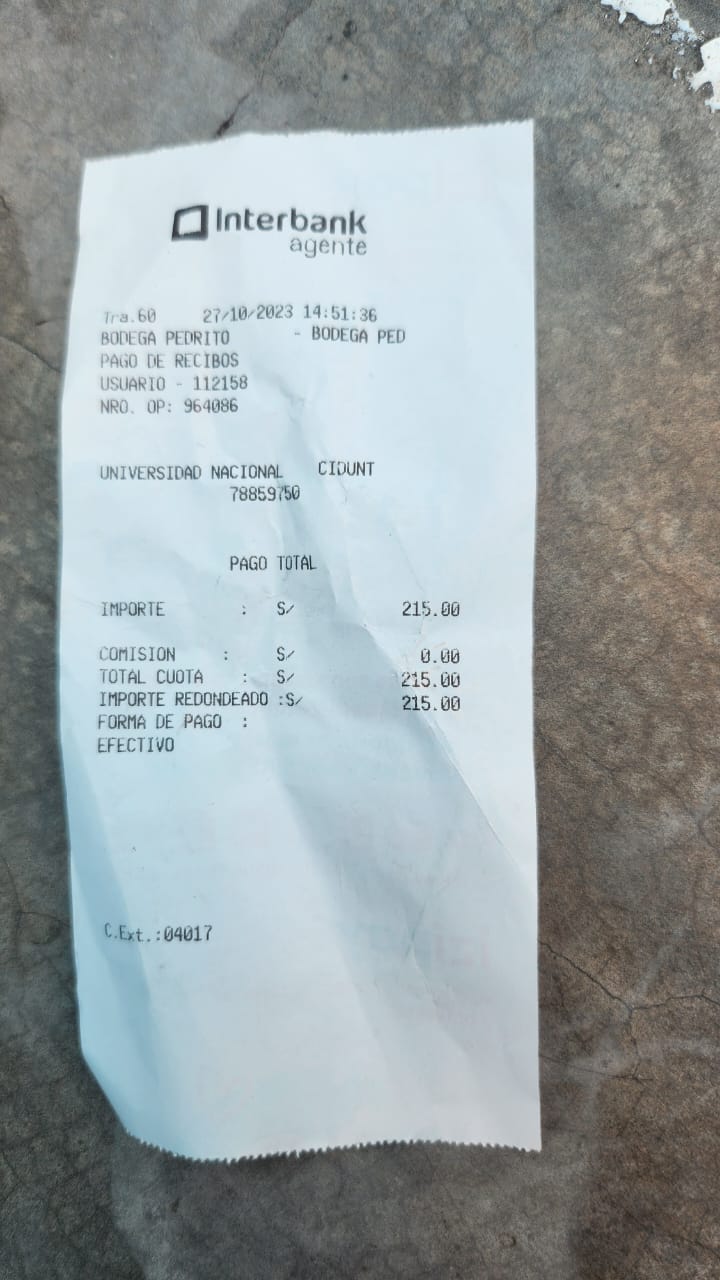 Interbank
agente
Tra.60 27/10/2023 14:51:36
BODEGA PEDRITO - BODEGA PED
PAGO DE RECIBOS
USUARIO - 112158
NRO. OP: 964086
UNIVERSIDAD NACIONAL CIDUNT
78859750
PAGO TOTAL
IMPORTE : S/ 215.00
COMISION : S/ 0.00
TOTAL CUOTA : S/ 215.00
IMPORTE REDONDEADO :S/ 215.00
FORMA DE PAGO :
EFECTIVO
C.Ext.:04017